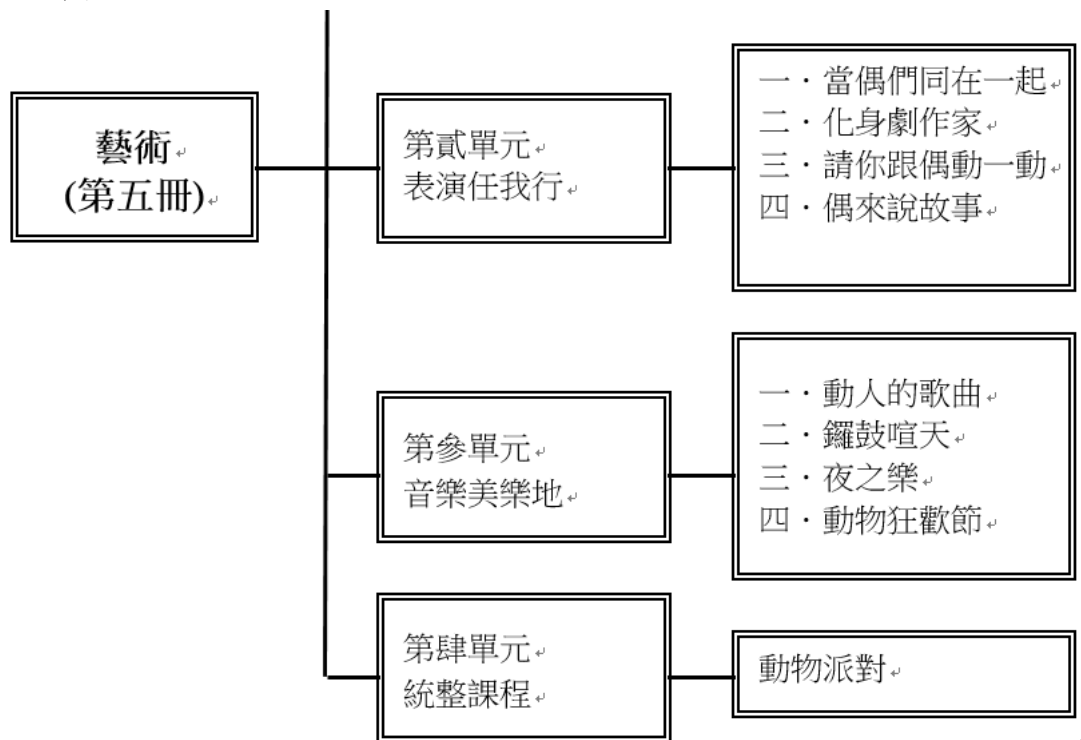 藝術
(第五冊)
第貳單元
表演任我行
一．當偶們同在一起
二．化身劇作家
三．請你跟偶動一動
四．偶來說故事
第參單元
音樂美樂地
一．動人的歌曲
二．鑼鼓喧天
三．夜之樂
四．動物狂歡節
第肆單元
統整課程
動物派對